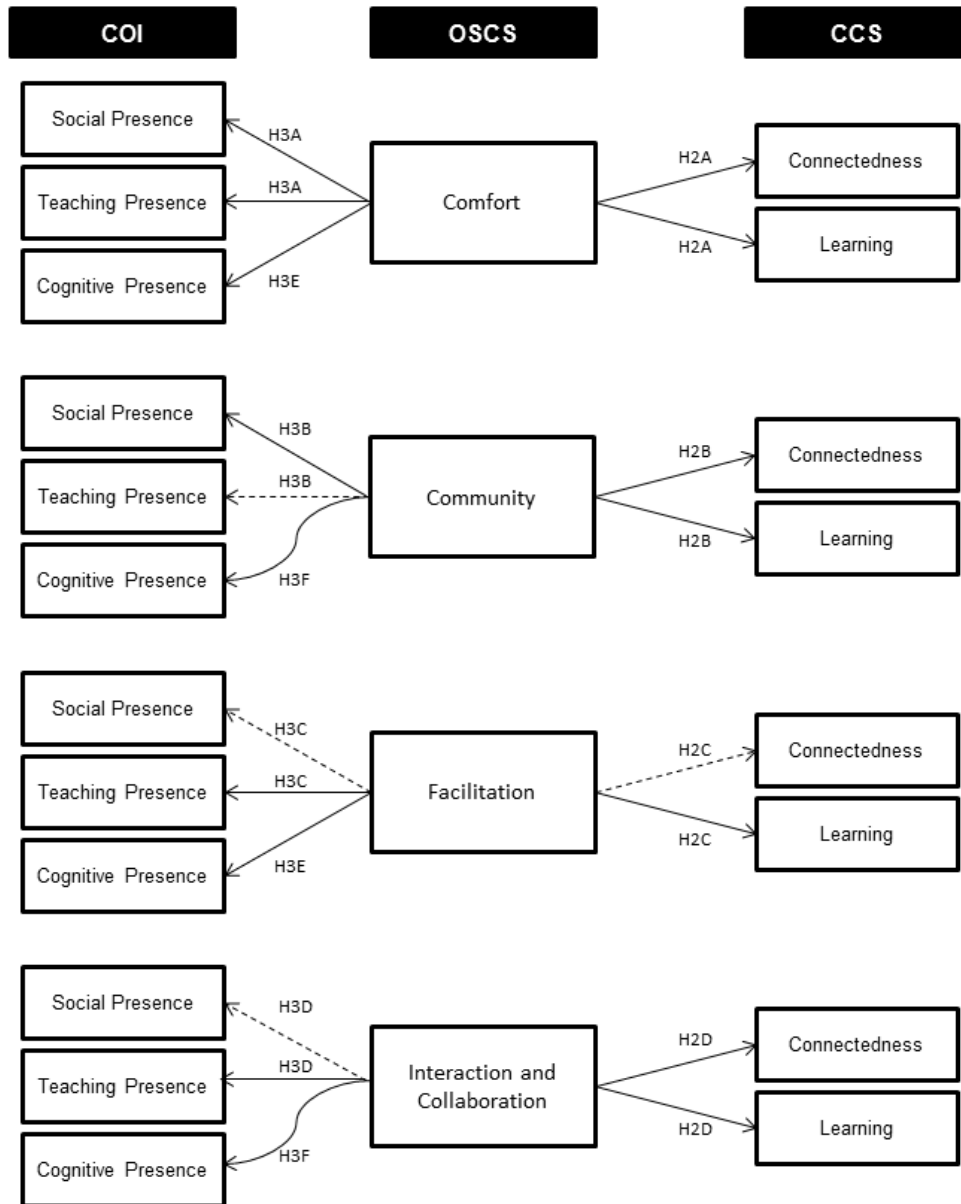 COI
OSCS
CCS
Social Presence
H3A
Teaching Presence
H3A
Cognitive Presence
H3E
Comfort
H2A
Connectedness
H2A
Learning
Social Presence
H3B
Teaching Presence
H3B
Cognitive Presence
H3F
Community
H2B
Connectedness
H2B
Learning
Social Presence
H3C
Teaching Presence
H3C
Cognitive Presence
H3E
Facilitation
H2C
Connectedness
H2C
Learning
Social Presence
H3D
Teaching Presence
H3D
Cognitive Presence
H3F
Interaction and
Collaboration
H2D
Connectedness
H2D
Learning